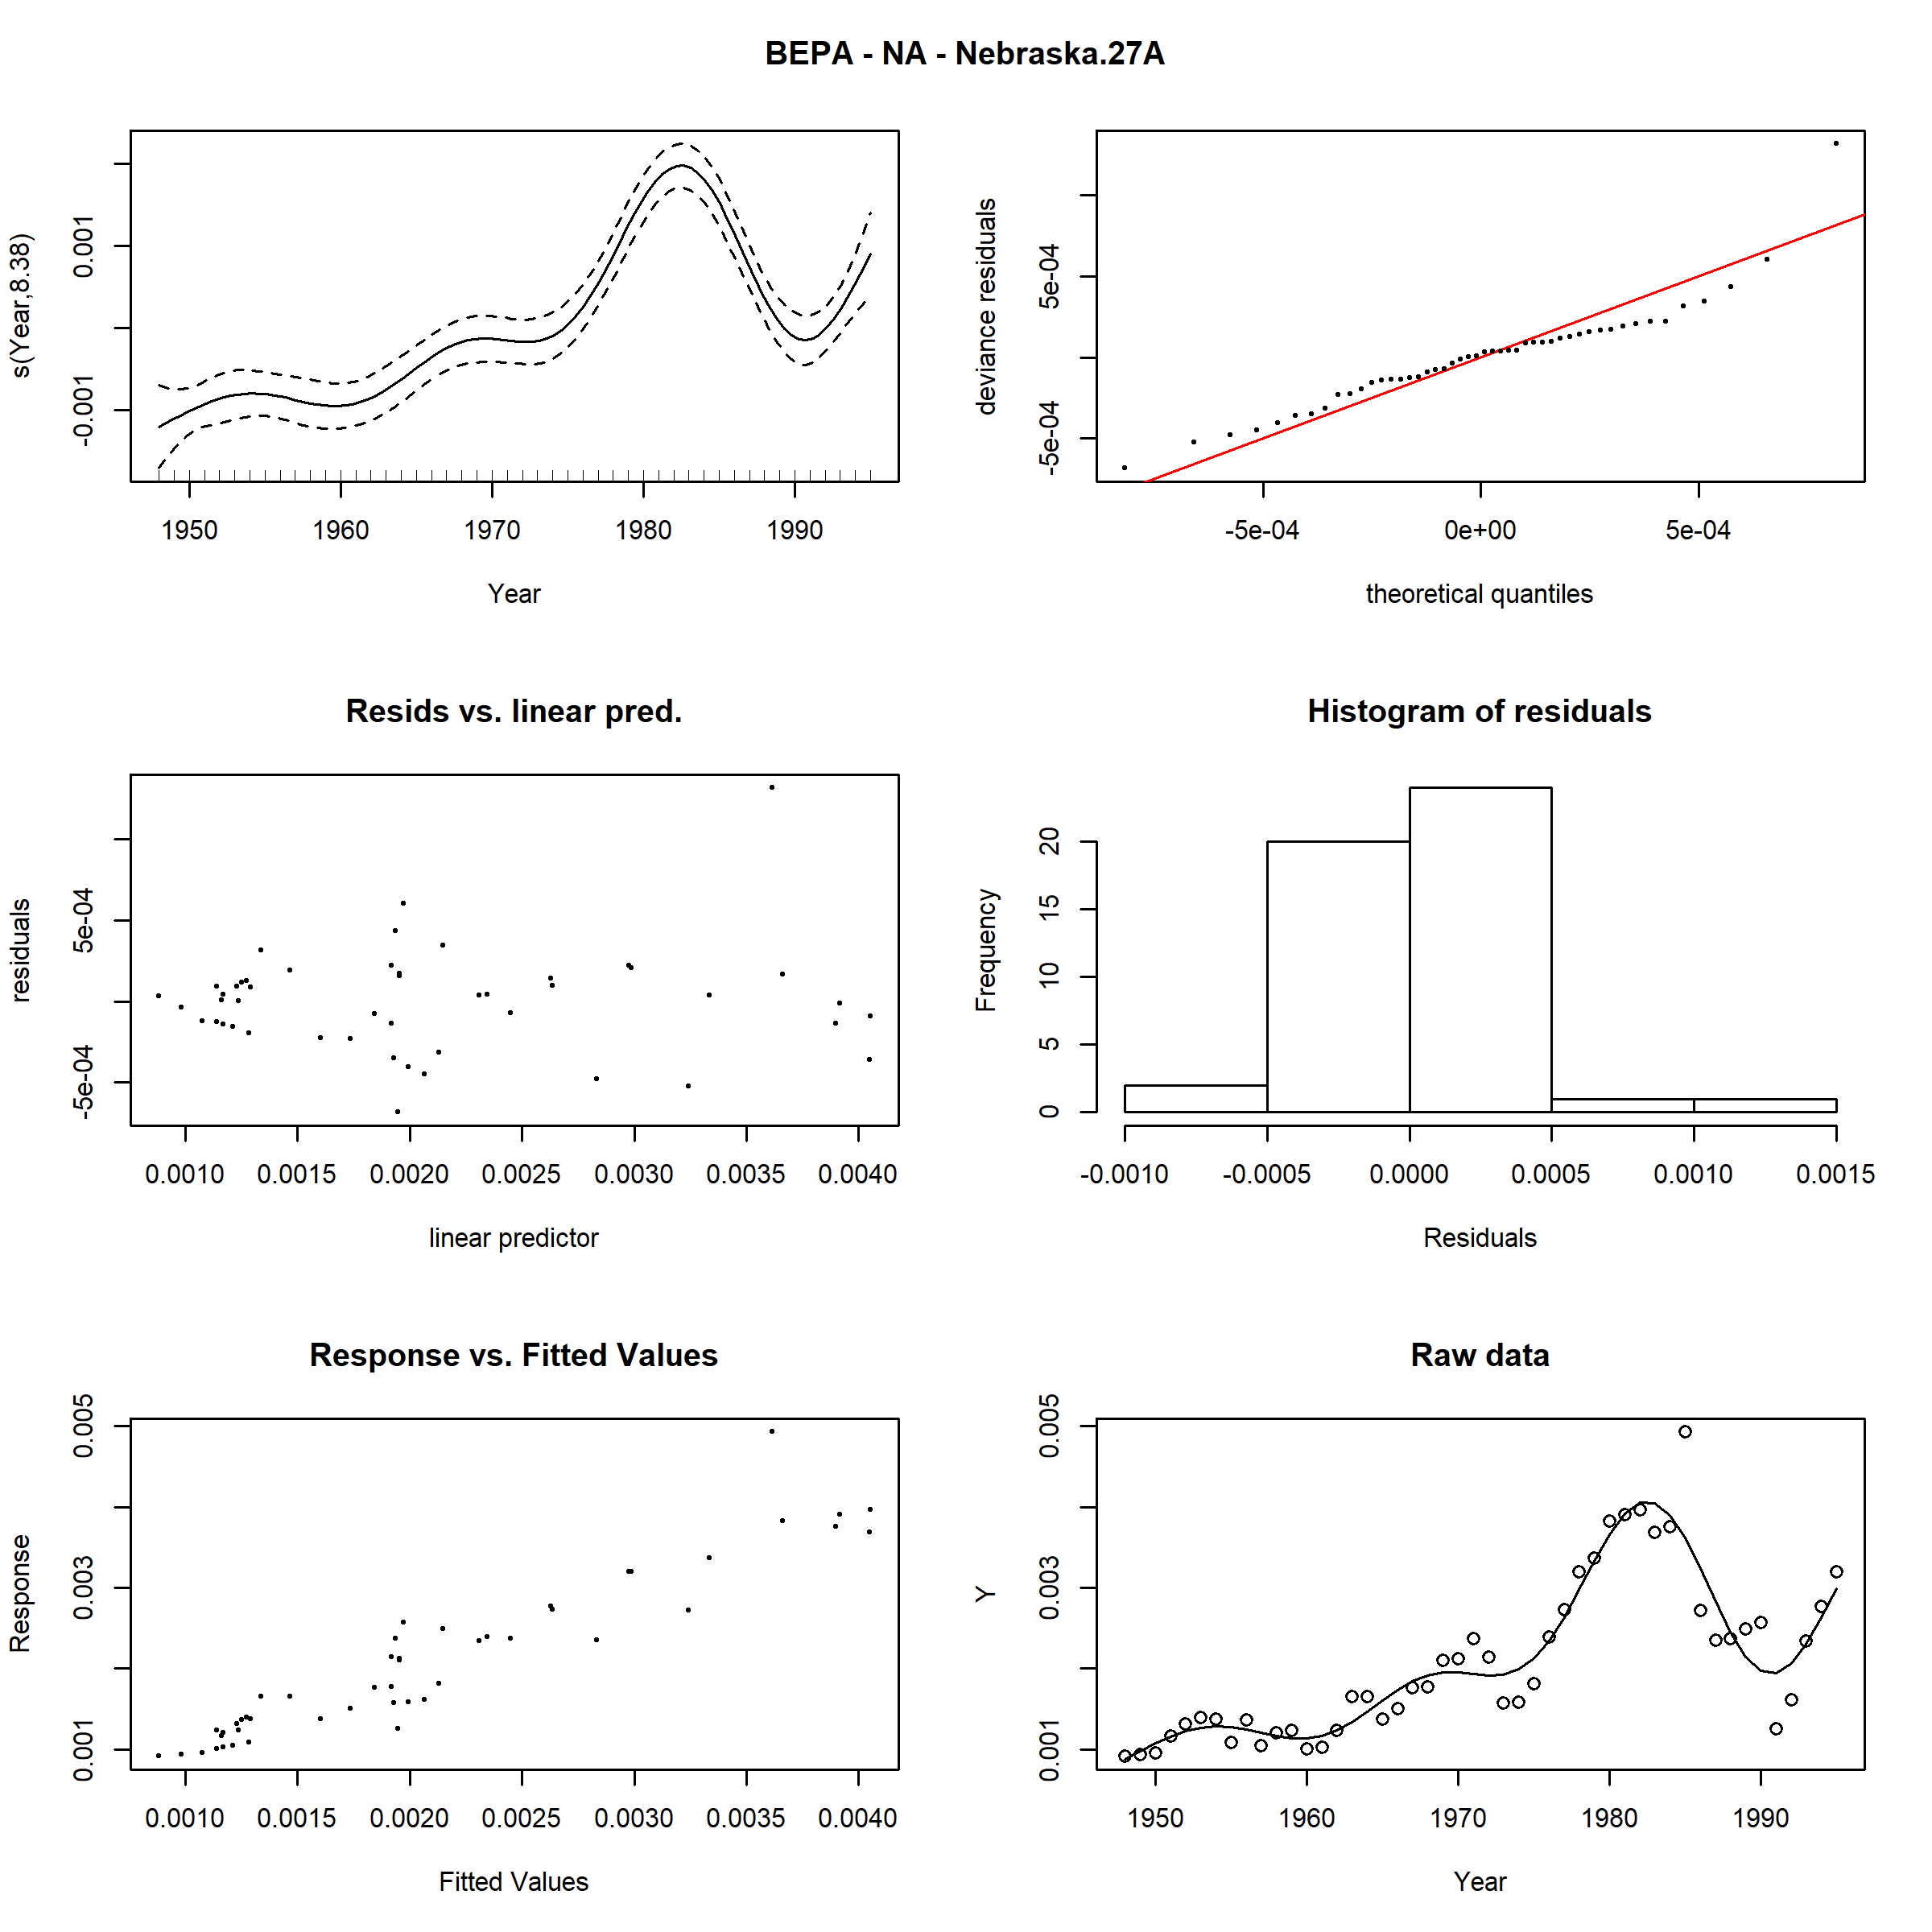 BEPA - NA - Nebraska.27A
s(Year,8.38)
-0.001 0.001
1950 1960 1970 1980 1990
Year
deviance residuals
-5e-04 5e-04
-5e-04 0e+00 5e-04
theoretical quantiles
Resids vs. linear pred.
residuals
-5e-04 5e-04
0.0010 0.0015 0.0020 0.0025 0.0030 0.0035 0.0040
linear predictor
Histogram of residuals
Frequency
0 5 10 15 20
-0.0010 -0.0005 0.0000 0.0005 0.0010 0.0015
Residuals
Response vs. Fitted Values
Response
0.001 0.003 0.005
0.0010 0.0015 0.0020 0.0025 0.0030 0.0035 0.0040
Fitted Values
Raw data
Y
0.001 0.003 0.005
1950 1960 1970 1980 1990
Year